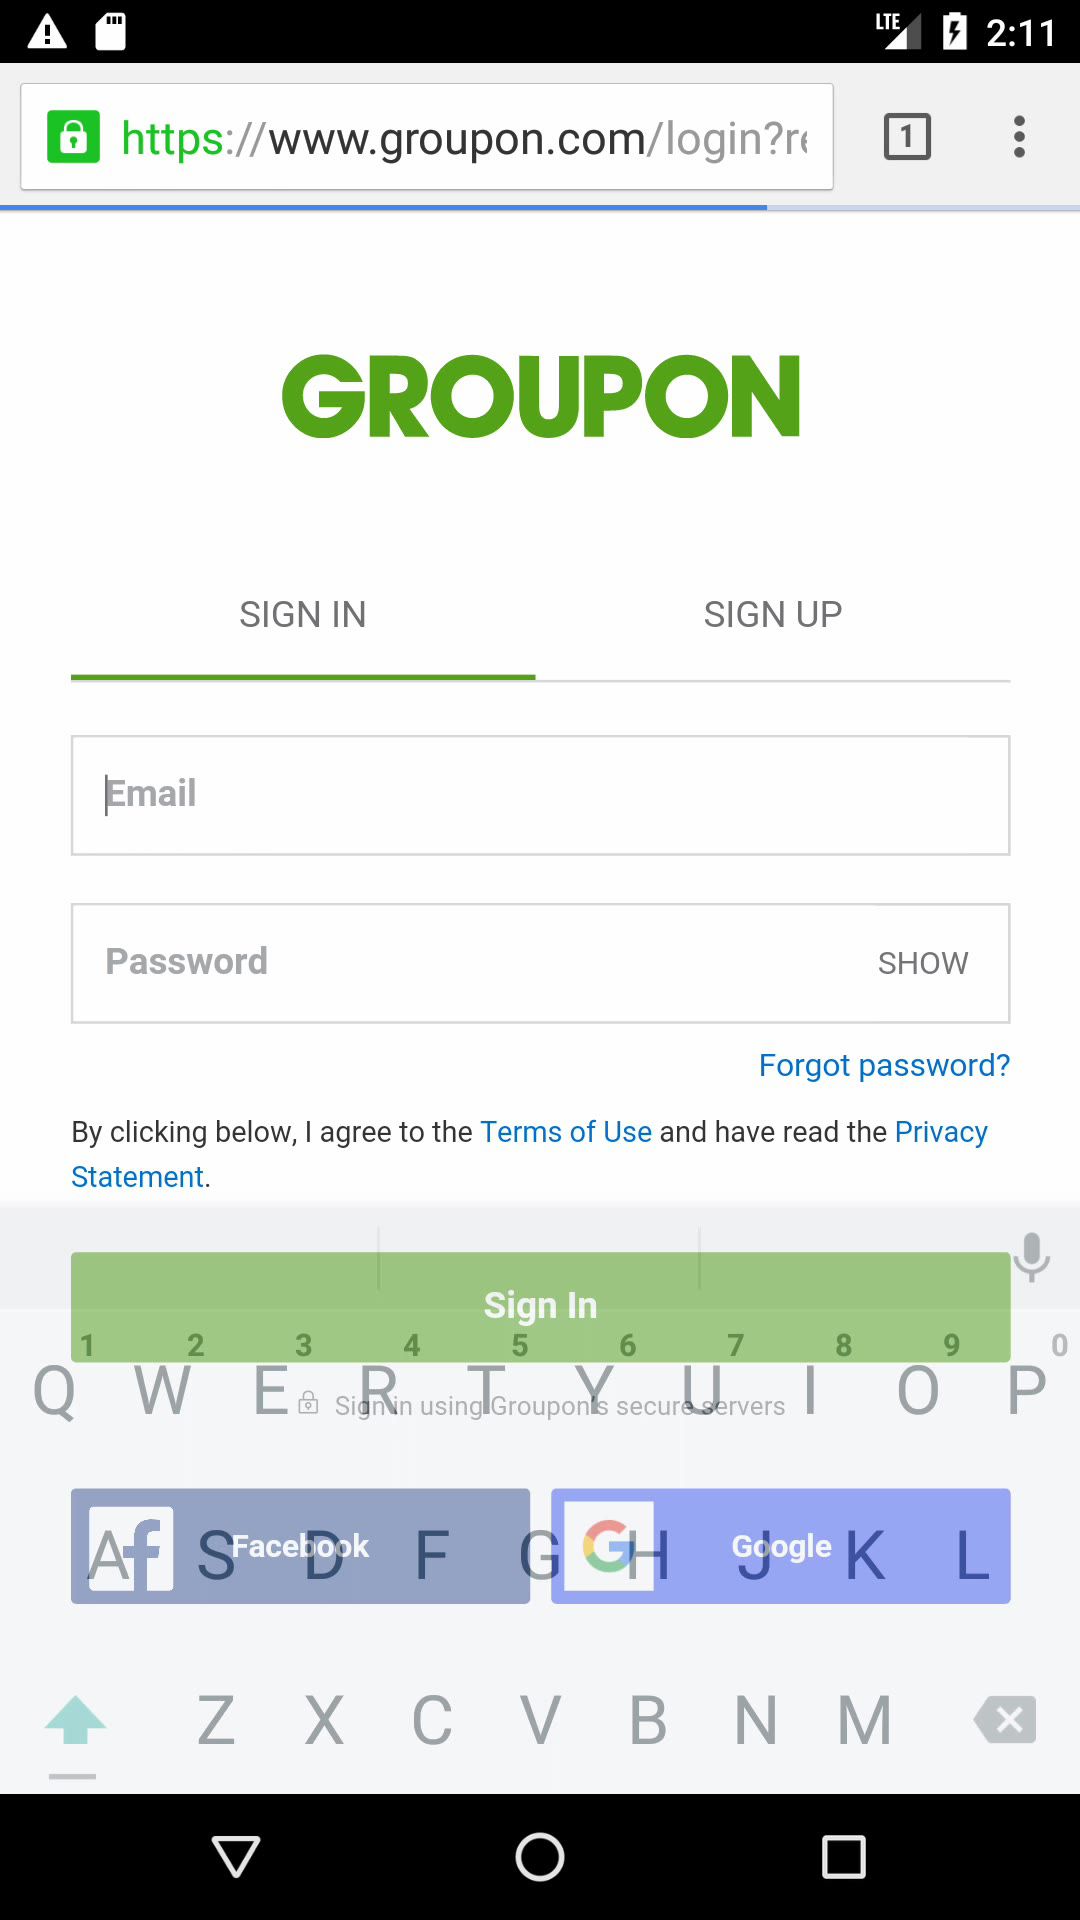 LTE 2:11
https://www.groupon.com/login?re
1
GROUPON
SIGN IN SIGN UP
Email
Password SHOW
Forgot password?
By clicking below, I agree to the Terms of Use and have read the Privacy
Statement.
Sign In
1 2 3 4 5 6 7 8 9 0
Q W E R T Y U I O P
Sign in using Groupon's secure servers
Facebook Google
A S D F G H J K L
Z X C V B N M